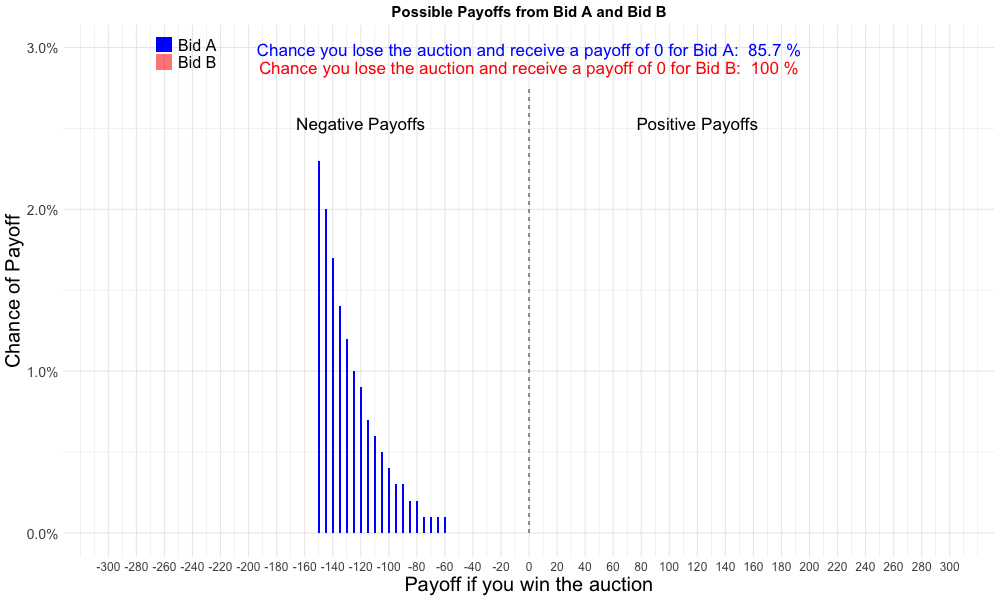 Possible Payoffs from Bid A and Bid B
Bid A
Bid B
Chance you lose the auction and receive a payoff of 0 for Bid A:  85.7 %
Chance you lose the auction and receive a payoff of 0 for Bid B:  100 %
Negative Payoffs
Positive Payoffs
Chance of Payoff
3.0%
2.0%
1.0%
0.0%
-300 -280 -260 -240 -220 -200 -180 -160 -140 -120 -100 -80 -60 -40 -20 0 20 40 60 80 100 120 140 160 180 200 220 240 260 280 300
Payoff if you win the auction